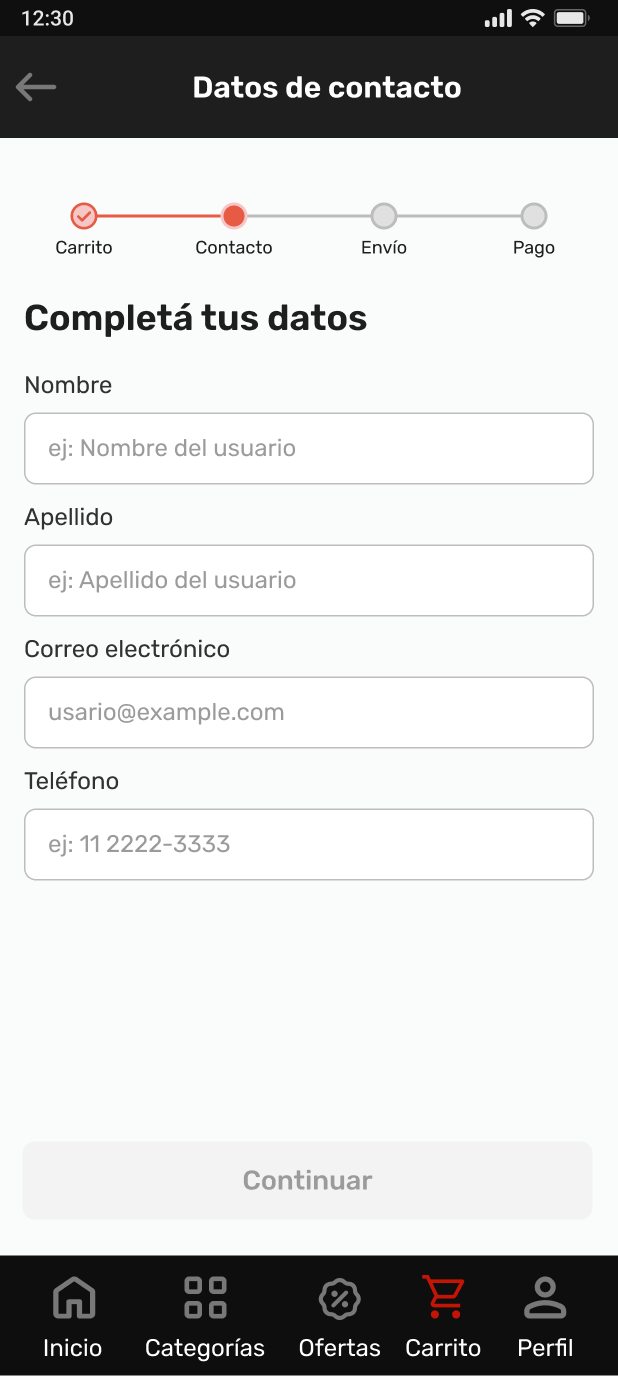 12:30
Datos de contacto
Carrito Contacto Envío Pago
Completá tus datos
Nombre
ej: Nombre del usuario
Apellido
ej: Apellido del usuario
Correo electrónico
usario@example.com
Teléfono
ej: 11 2222-3333
Continuar
Inicio Categorías Ofertas Carrito Perfil